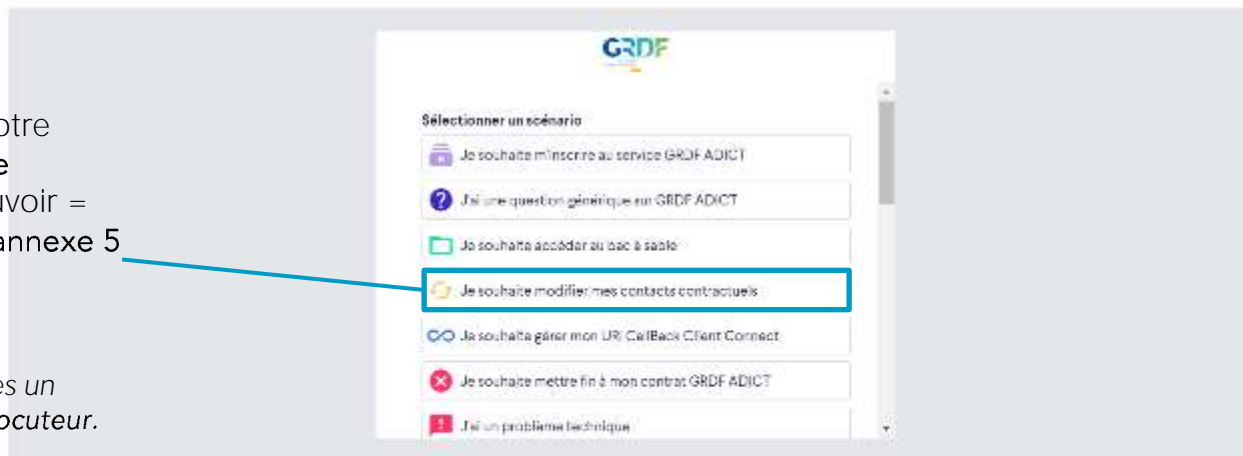 otre
e
uvoir =
annexe 5
es un
ocuteur.
GRDF
Sélectionner un scénario
Je souhaite m'inscrire au service GRDF ADICT
J'ai une question générique sur GRDF ADICT
Je souhaite accéder au bac à sable
Je souhaite modifier mes contacts contractuels
Je souhaite gérer mon URI CallBack Client Connect
Je souhaite mettre fin à mon contrat GRDF ADICT
J'ai un problème technique